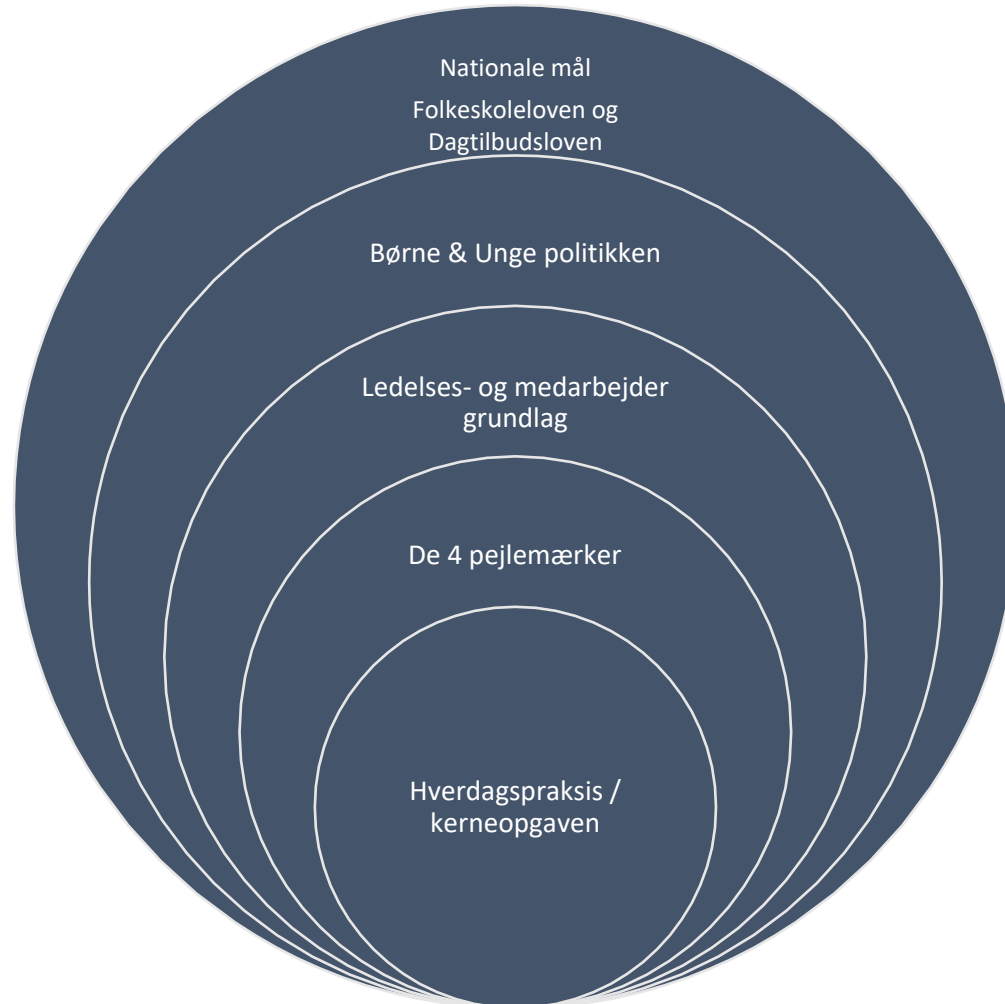 Nationale mål
Folkeskoleloven og
Dagtilbudsloven
Børne & Unge politikken
Ledelses- og medarbejder
grundlag
De 4 pejlemærker
Hverdagspraksis /
kerneopgaven